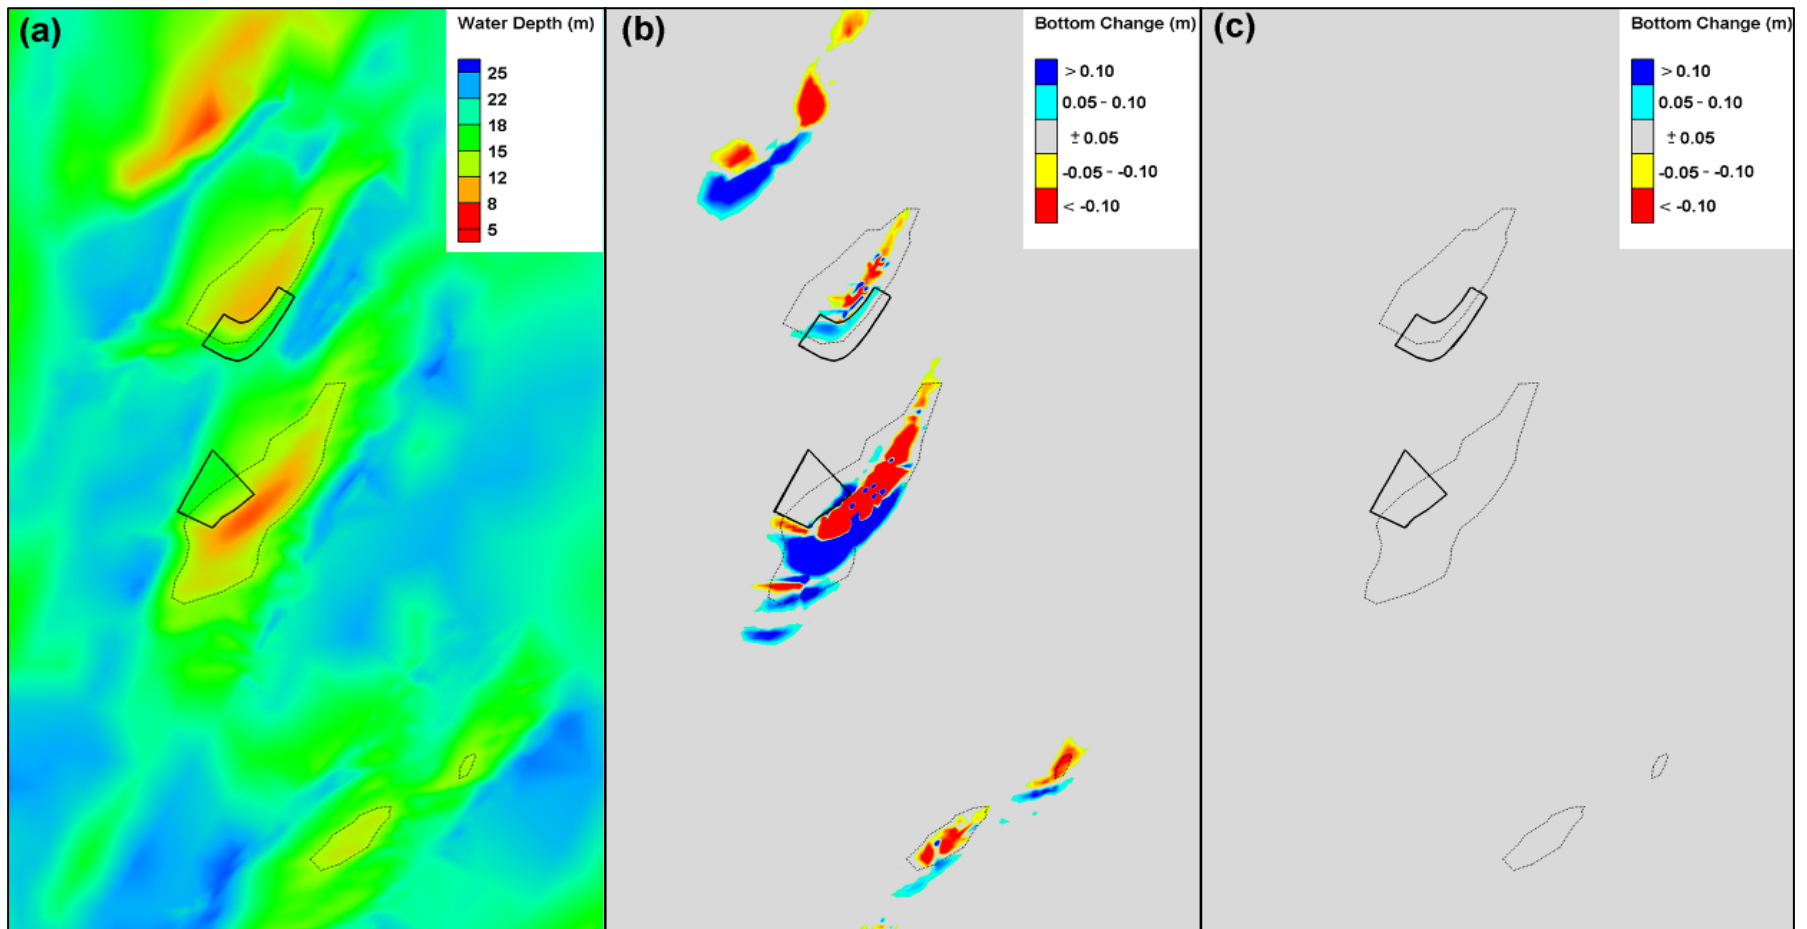 (a)
Water Depth (m)
25
22
18
15
12
8
5
(b)
Bottom Change (m)
> 0.10
0.05 - 0.10
± 0.05
-0.05 - -0.10
< -0.10
(c)
Bottom Change (m)
> 0.10
0.05 - 0.10
± 0.05
-0.05 - -0.10
< -0.10